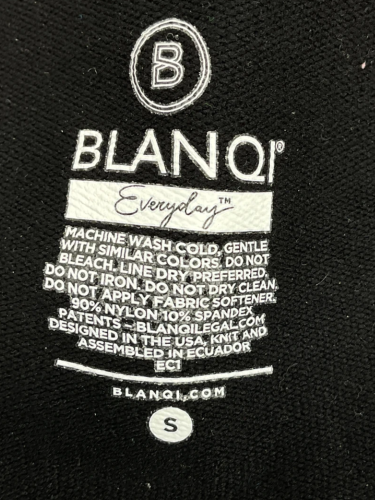 B
BLANQI®
Everyday™
MACHINE WASH COLD, GENTLE
WITH SIMILAR COLORS. DO NOT
BLEACH. LINE DRY PREFERRED.
DO NOT IRON. DO NOT DRY CLEAN.
DO NOT APPLY FABRIC SOFTENER.
90% NYLON 10% SPANDEX
PATENTS – BLANQILEGAL.COM
DESIGNED IN THE USA, KNIT AND
ASSEMBLED IN ECUADOR
EC1
BLANQI.COM
S